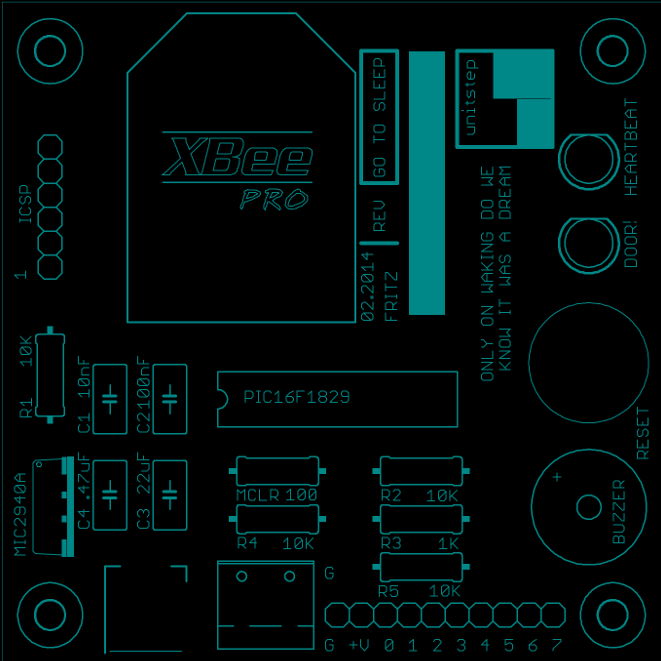 XBee
PRO
GO TO SLEEP
REV
02.2014
FRITZ
unitstep
ONLY ON WAKING DO WE
KNOW IT WAS A DREAM
HEARTBEAT
DOOR!
ICSP
1
R1 10K
C1 10nF
C2 100nF
PIC16F1829
RESET
MIC2940A
C4 .47uF
C3 22uF
MCLR 100
R2 10K
R4 10K
R3 1K
R5 10K
+
BUZZER
G
G +V 0 1 2 3 4 5 6 7